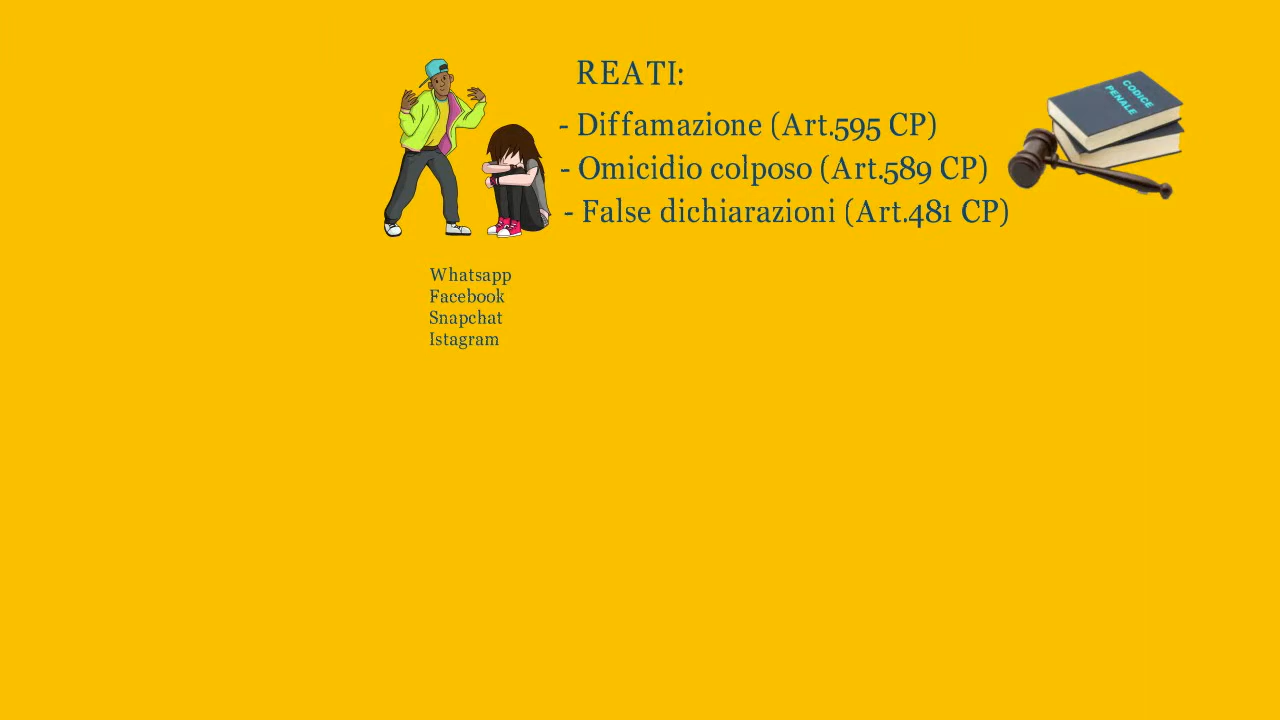 REATI:
- Diffamazione (Art.595 CP)
- Omicidio colposo (Art.589 CP)
- False dichiarazioni (Art.481 CP)
CODICE
PENALE
Whatsapp
Facebook
Snapchat
Istagram